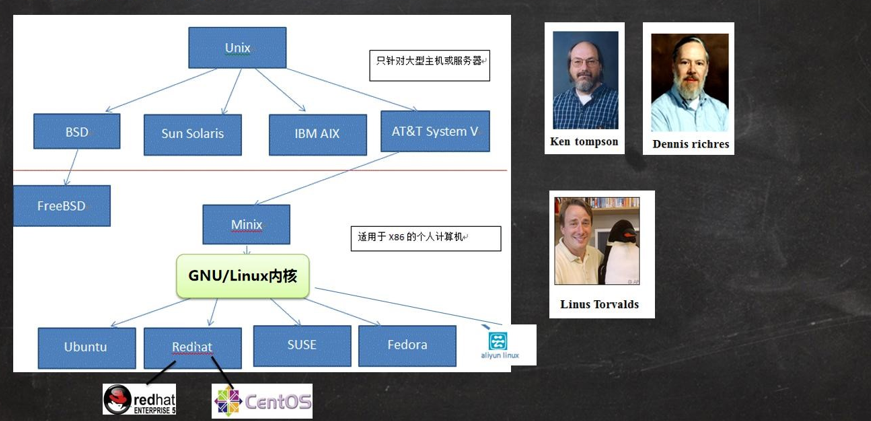 Unix
只针对大型主机或服务器
BSD
Sun Solaris
IBM AIX
AT&T System V
FreeBSD
Minix
适用于 X86 的个人计算机
GNU/Linux内核
Ubuntu
Redhat
SUSE
Fedora
aliyun linux
redhat
ENTERPRISE 5
CentOS
Ken tompson
Dennis richres
Linus Torvalds